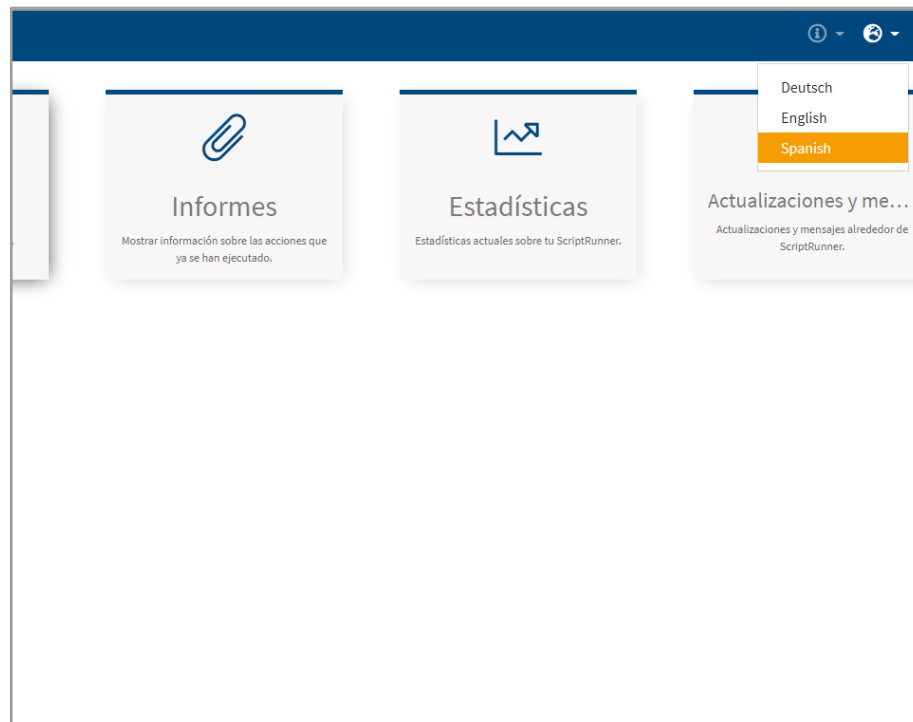 Deutsch
English
Spanish
Informes
Mostrar información sobre las acciones que
ya se han ejecutado.
Estadísticas
Estadísticas actuales sobre tu ScriptRunner.
Actualizaciones y me...
Actualizaciones y mensajes alrededor de
ScriptRunner.